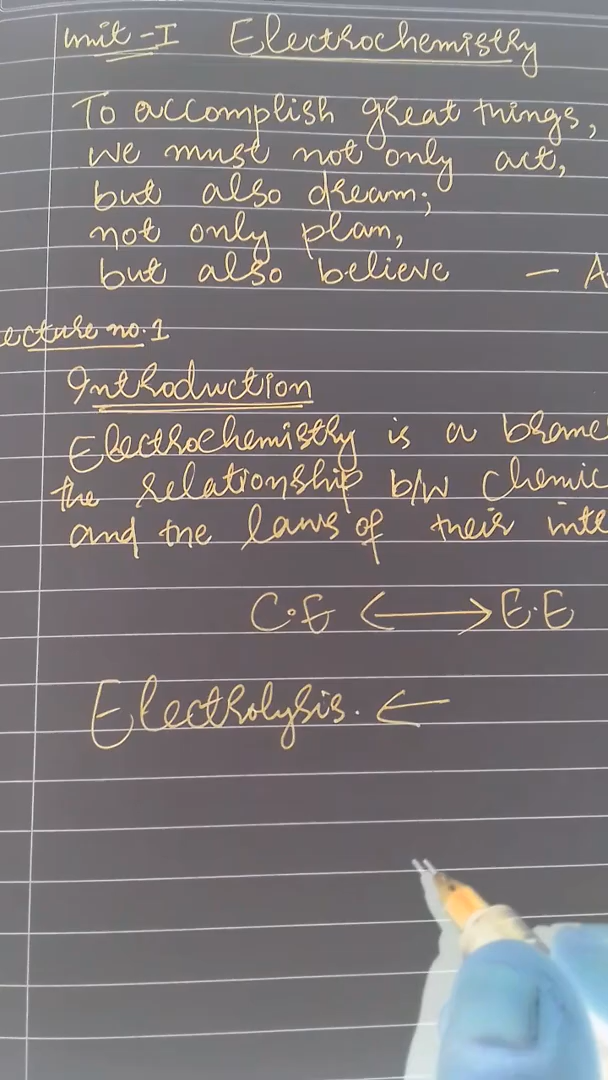 Unit-I Electrochemistry
To accomplish great things,
we must not only act,
but also dream;
not only plan,
but also believe — A
ecture no.1
Introduction
Electrochemistry is a
the relationship b/w chemic
and the laws of their inte
C.E ⟷ E.E
Electrolysis. ←